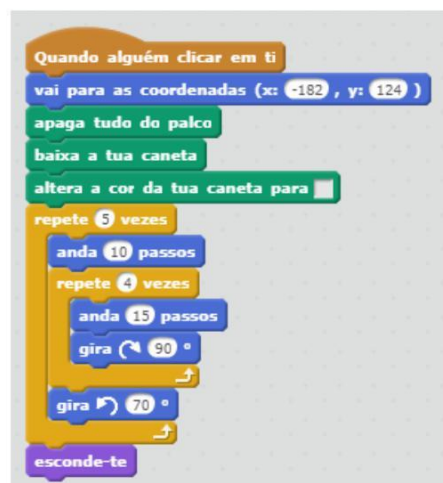 Quando alguém clicar em ti
vai para as coordenadas (x: -182 , y: 124 )
apaga tudo do palco
baixa a tua caneta
altera a cor da tua caneta para
repete 5 vezes
anda 10 passos
repete 4 vezes
anda 15 passos
gira 90 °
gira 70 °
esconde-te